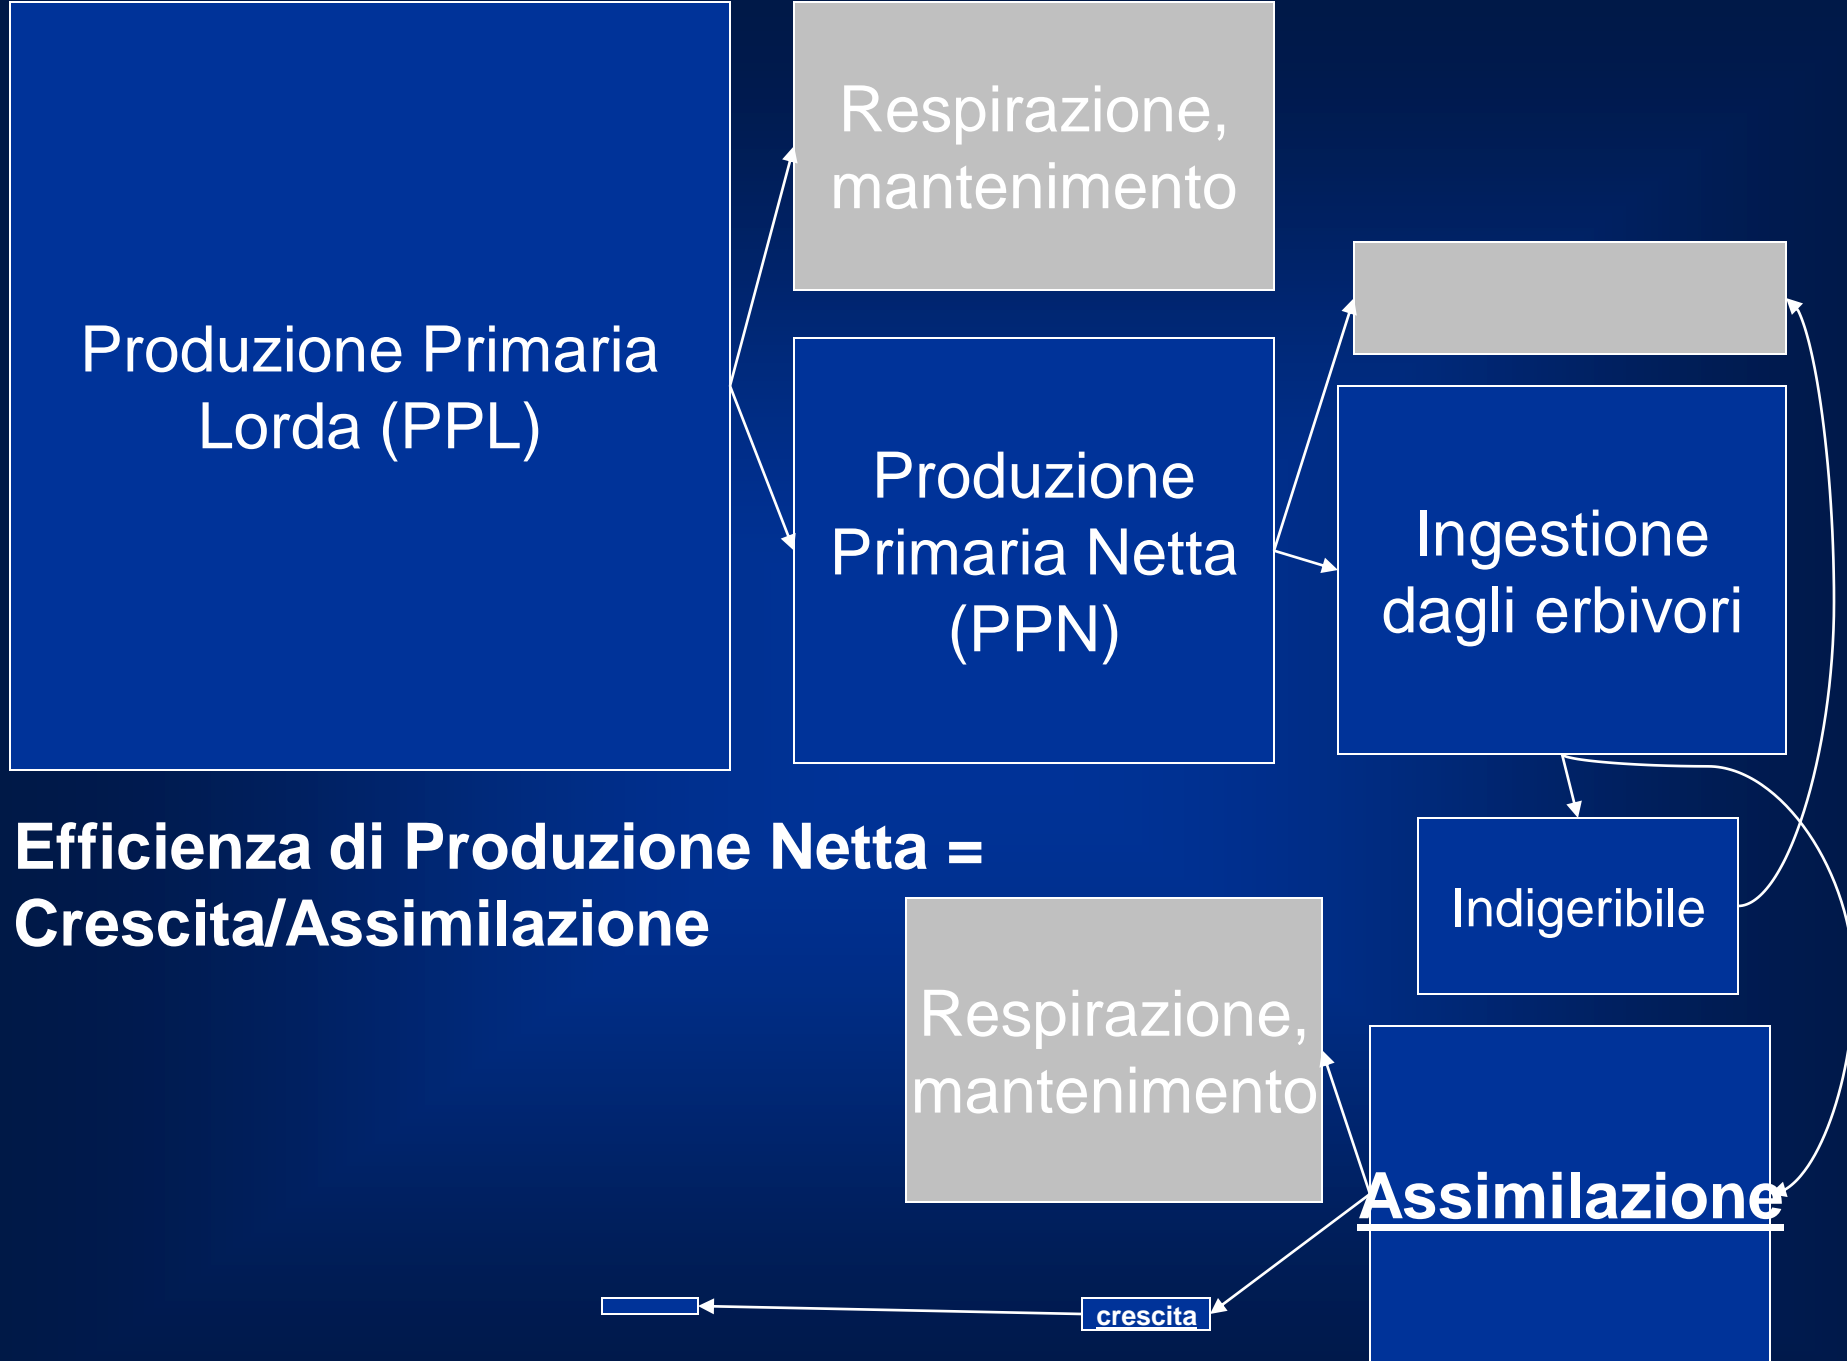 Produzione Primaria
Lorda (PPL)
Respirazione,
mantenimento
Produzione
Primaria Netta
(PPN)
Ingestione
dagli erbivori
Efficienza di Produzione Netta =
Crescita/Assimilazione
Indigeribile
Respirazione,
mantenimento
Assimilazione
crescita